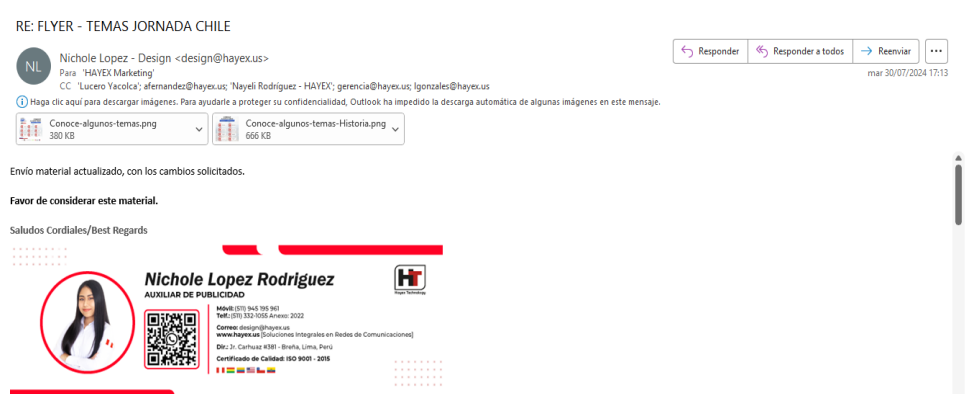 RE: FLYER - TEMAS JORNADA CHILE
Responder
Responder a todos
Reenviar
NL
Nichole Lopez - Design <design@hayex.us>
Para 'HAYEX Marketing'
CC 'Lucero Yacolca'; afernandez@hayex.us; 'Nayeli Rodríguez - HAYEX'; gerencia@hayex.us; lgonzales@hayex.us
mar 30/07/2024 17:13
Haga clic aquí para descargar imágenes. Para ayudarle a proteger su confidencialidad, Outlook ha impedido la descarga automática de algunas imágenes en este mensaje.
Conoce-algunos-temas.png
380 KB
Conoce-algunos-temas-Historia.png
666 KB
Envío material actualizado, con los cambios solicitados.
Favor de considerar este material.
Saludos Cordiales/Best Regards
Nichole Lopez Rodriguez
AUXILIAR DE PUBLICIDAD
HT
Hayex Technology
Móvil: (511) 945 195 961
Telf.: (511) 332-1055 Anexo: 2022
Correo: design@hayex.us
www.hayex.us [Soluciones Integrales en Redes de Comunicaciones]
Dir.: Jr. Carhuaz #381 - Breña, Lima, Perú
Certificado de Calidad: ISO 9001 - 2015